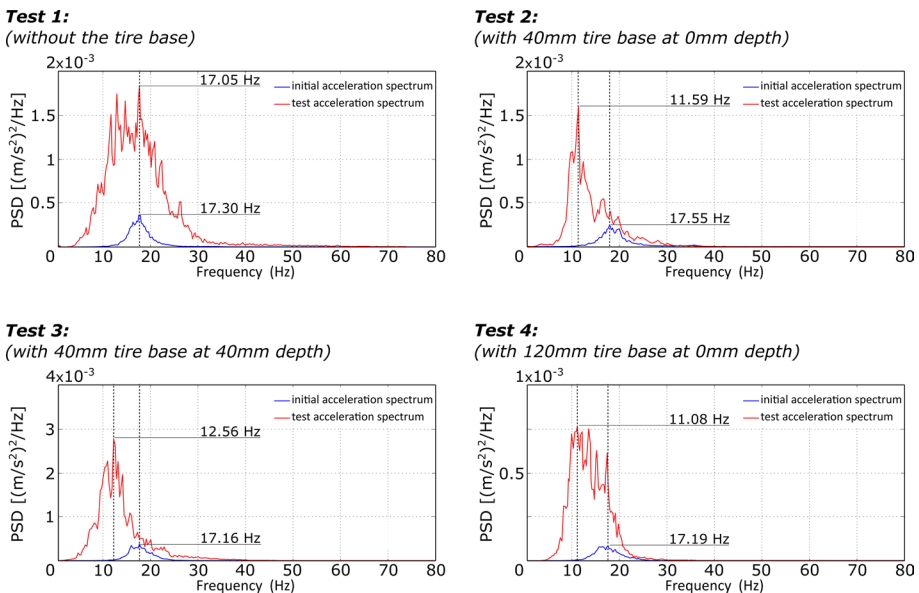 Test 1:
(without the tire base)
2x10⁻³
17.05 Hz
initial acceleration spectrum
test acceleration spectrum
1.5
1
0.5
17.30 Hz
PSD [(m/s²)²/Hz]
0 10 20 30 40 50 60 70 80
Frequency (Hz)
Test 2:
(with 40mm tire base at 0mm depth)
2x10⁻³
initial acceleration spectrum
test acceleration spectrum
11.59 Hz
1.5
1
0.5
17.55 Hz
PSD [(m/s²)²/Hz]
0 10 20 30 40 50 60 70 80
Frequency (Hz)
Test 3:
(with 40mm tire base at 40mm depth)
4x10⁻³
initial acceleration spectrum
test acceleration spectrum
12.56 Hz
3
2
1
17.16 Hz
PSD [(m/s²)²/Hz]
0 10 20 30 40 50 60 70 80
Frequency (Hz)
Test 4:
(with 120mm tire base at 0mm depth)
1x10⁻³
initial acceleration spectrum
test acceleration spectrum
11.08 Hz
0.5
17.19 Hz
PSD [(m/s²)²/Hz]
0 10 20 30 40 50 60 70 80
Frequency (Hz)